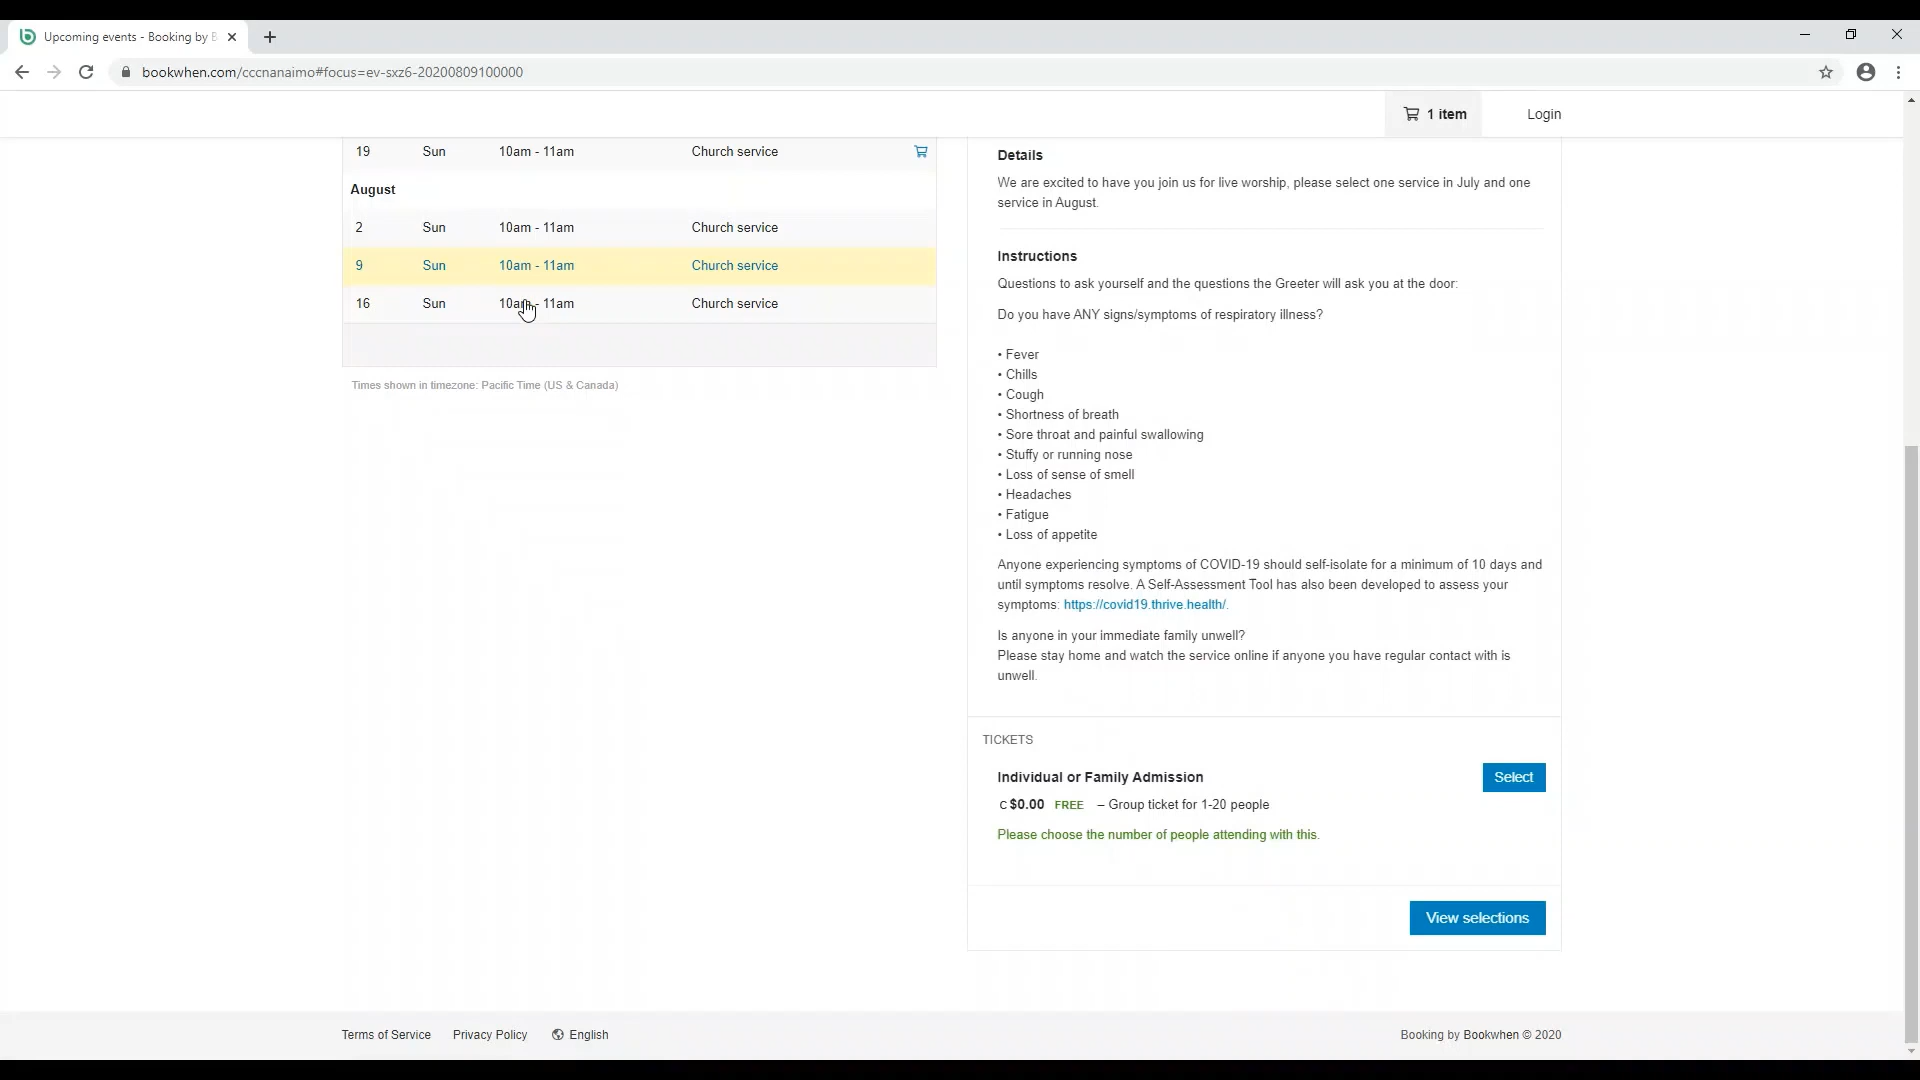 Upcoming events - Booking by B
bookwhen.com/cccnanaimo#focus=ev-sxz6-20200809100000
1 item
Login
19 Sun 10am - 11am Church service
August
2 Sun 10am - 11am Church service
9 Sun 10am - 11am Church service
16 Sun 10am - 11am Church service
Times shown in timezone: Pacific Time (US & Canada)
Details
We are excited to have you join us for live worship, please select one service in July and one
service in August.
Instructions
Questions to ask yourself and the questions the Greeter will ask you at the door:
Do you have ANY signs/symptoms of respiratory illness?
• Fever
• Chills
• Cough
• Shortness of breath
• Sore throat and painful swallowing
• Stuffy or running nose
• Loss of sense of smell
• Headaches
• Fatigue
• Loss of appetite
Anyone experiencing symptoms of COVID-19 should self-isolate for a minimum of 10 days and
until symptoms resolve. A Self-Assessment Tool has also been developed to assess your
symptoms: https://covid19.thrive.health/.
Is anyone in your immediate family unwell?
Please stay home and watch the service online if anyone you have regular contact with is
unwell.
TICKETS
Individual or Family Admission
Select
C $0.00 FREE – Group ticket for 1-20 people
Please choose the number of people attending with this.
View selections
Terms of Service Privacy Policy English
Booking by Bookwhen © 2020